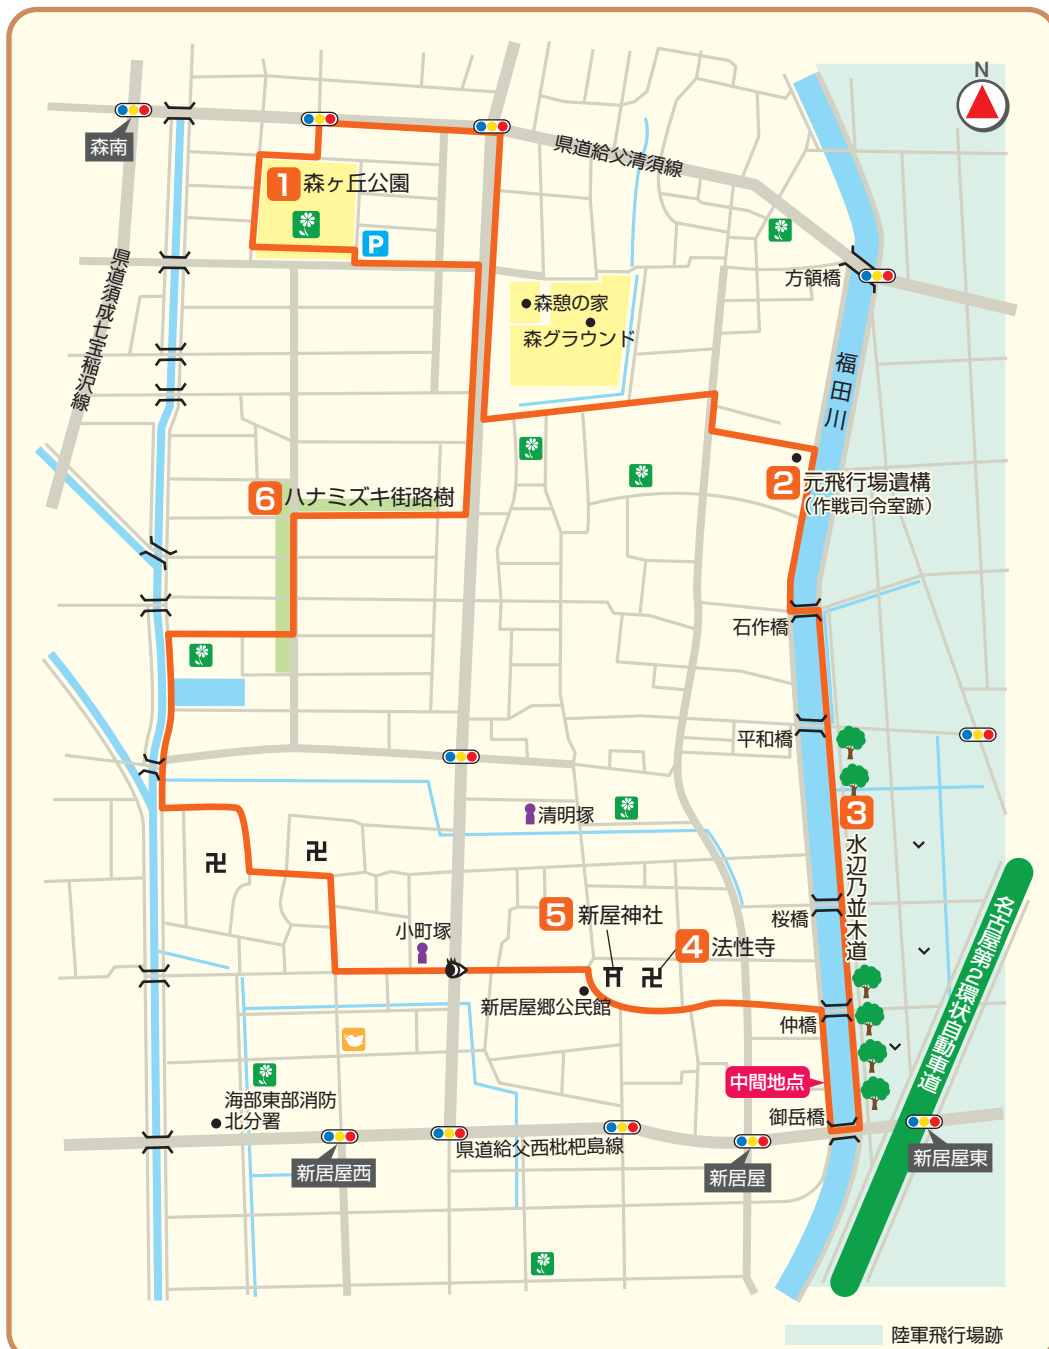 N
森南
県道給父清須線
1 森ヶ丘公園
P
方領橋
県道須成七宝稲沢線
森憩の家
森グラウンド
福田川
2 元飛行場遺構
(作戦司令室跡)
6 ハナミズキ街路樹
石作橋
平和橋
3 水辺乃並木道
清明塚
名古屋第2環状自動車道
桜橋
5 新屋神社
4 法性寺
小町塚
新居屋郷公民館
仲橋
中間地点
御岳橋
海部東部消防
北分署
県道給父西枇杷島線
新居屋西
新居屋
新居屋東
陸軍飛行場跡